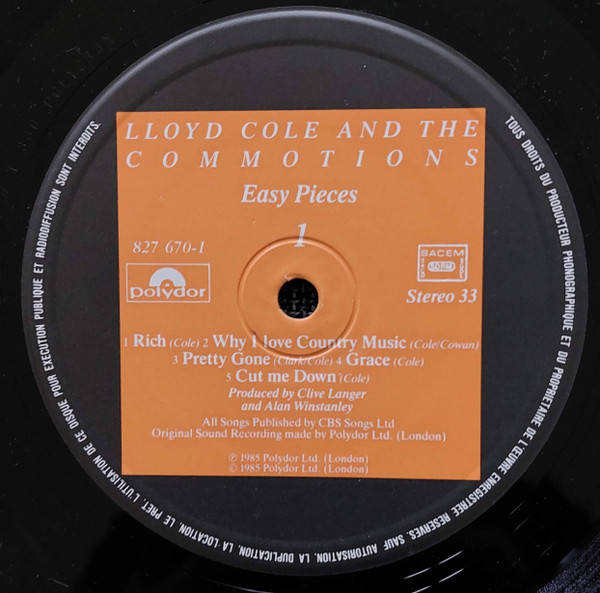 LLOYD COLE AND THE
COMMOTIONS
Easy Pieces
1
827 670-1
polydor
SACEM
Stereo 33
1 Rich (Cole) 2 Why I love Country Music (Cole/Cowan)
3 Pretty Gone (Clark/Cole) 4 Grace (Cole)
5 Cut me Down (Cole)
Produced by Clive Langer
and Alan Winstanley
All Songs Published by CBS Songs Ltd
Original Sound Recording made by Polydor Ltd. (London)
℗ 1985 Polydor Ltd. (London)
© 1985 Polydor Ltd. (London)
TOUS DROITS DU PRODUCTEUR PHONOGRAPHIQUE ET DU PROPRIETAIRE DE L'ŒUVRE ENREGISTREE RESERVES. SAUF AUTORISATION, LA DUPLICATION, LA LOCATION, LE PRET, L'UTILISATION DE CE DISQUE POUR EXECUTION PUBLIQUE ET RADIODIFFUSION SONT INTERDITS.